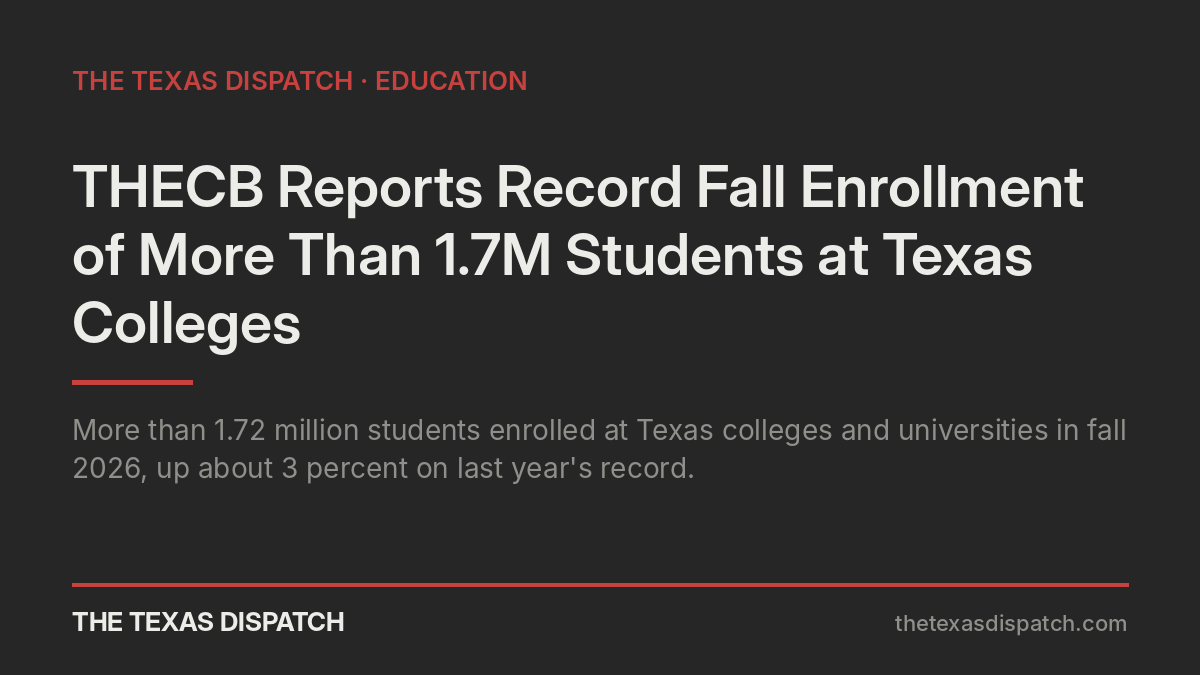 THE TEXAS DISPATCH · EDUCATION
THECB Reports Record Fall Enrollment
of More Than 1.7M Students at Texas
Colleges
More than 1.72 million students enrolled at Texas colleges and universities in fall
2026, up about 3 percent on last year's record.
THE TEXAS DISPATCH
thetexasdispatch.com